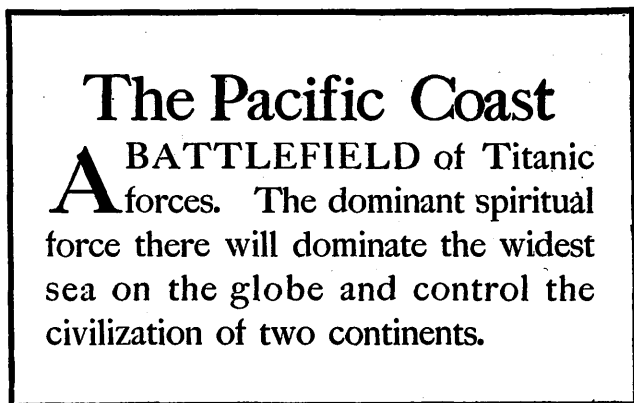 The Pacific Coast
A BATTLEFIELD of Titanic
forces. The dominant spiritual
force there will dominate the widest
sea on the globe and control the
civilization of two continents.